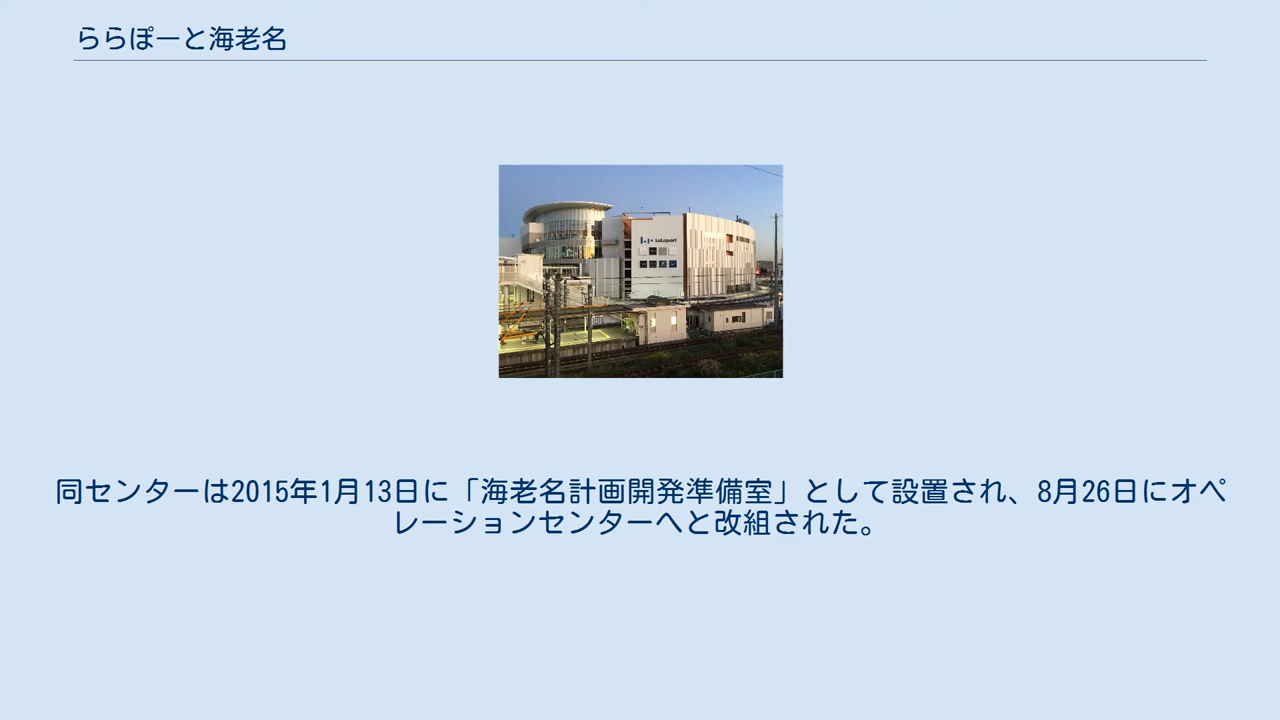 ららぽーと海老名
LaLaport
同センターは2015年1月13日に「海老名計画開発準備室」として設置され、8月26日にオペ
レーションセンターへと改組された。